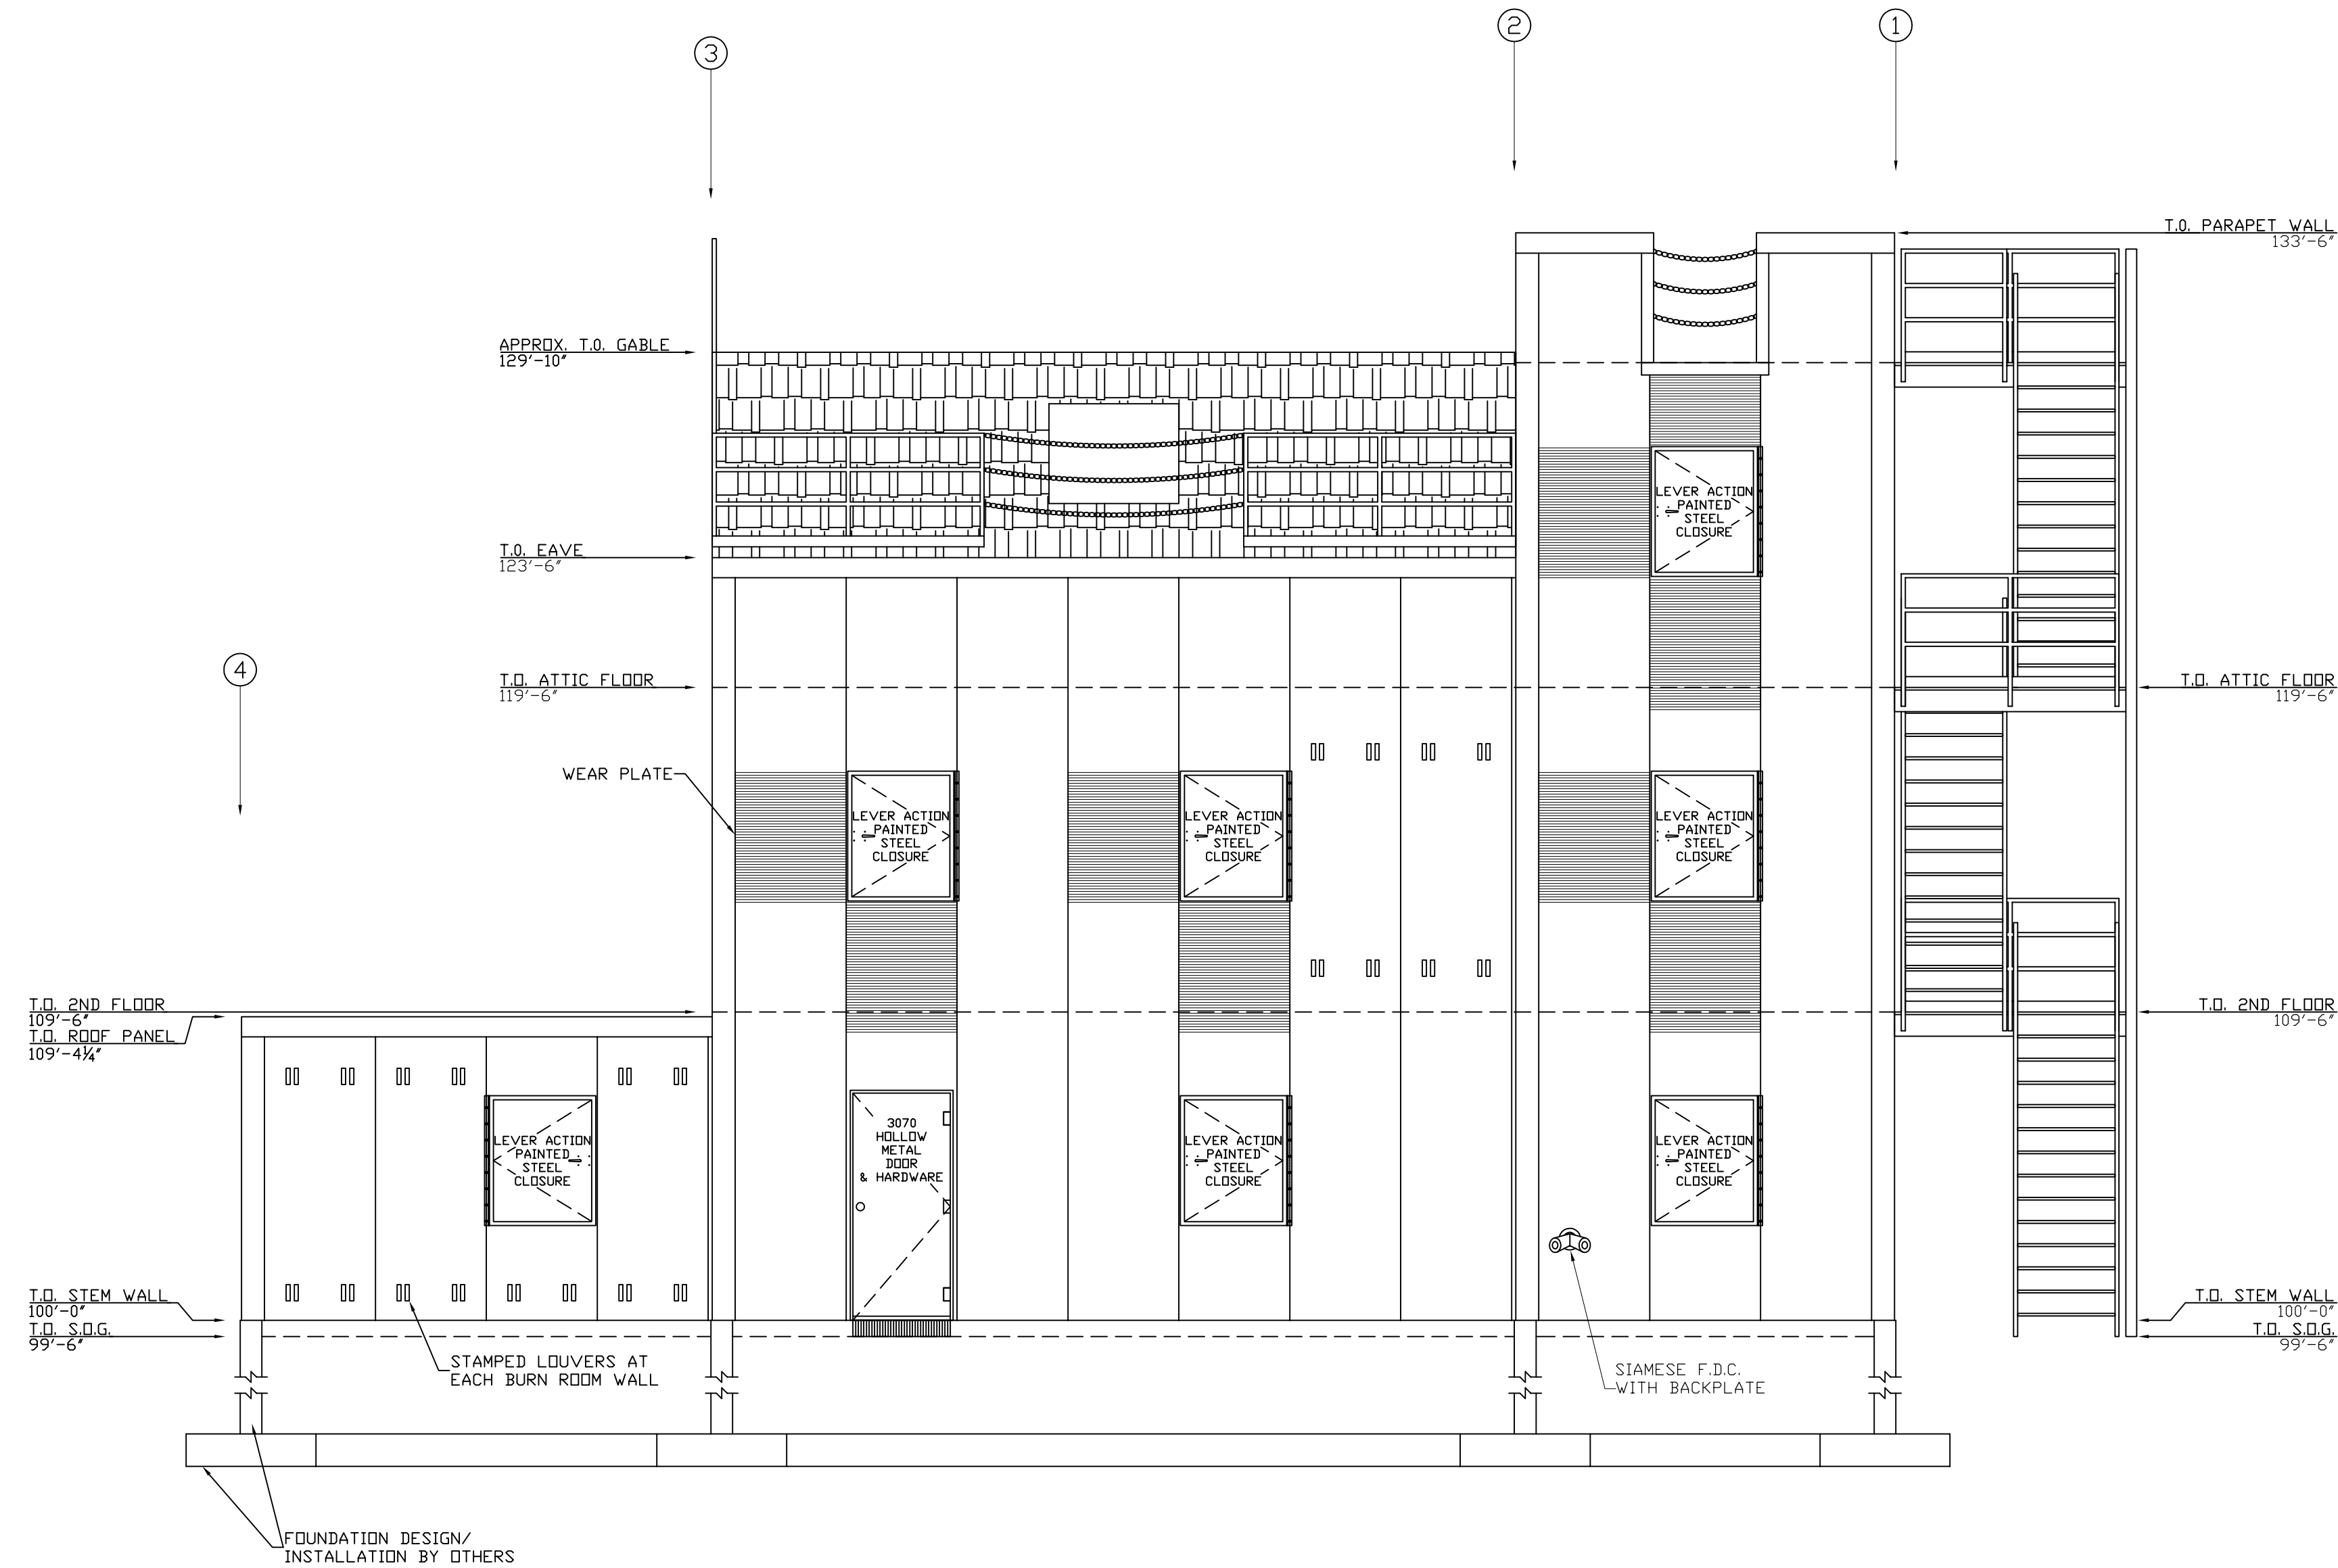 3
2
1
T.O. PARAPET WALL
133'-6"
APPROX. T.O. GABLE
129'-10"
LEVER ACTION
PAINTED
STEEL
CLOSURE
T.O. EAVE
123'-6"
4
T.O. ATTIC FLOOR
119'-6"
T.O. ATTIC FLOOR
119'-6"
WEAR PLATE
LEVER ACTION
PAINTED
STEEL
CLOSURE
LEVER ACTION
PAINTED
STEEL
CLOSURE
LEVER ACTION
PAINTED
STEEL
CLOSURE
T.O. 2ND FLOOR
109'-6"
T.O. ROOF PANEL
109'-4¼"
T.O. 2ND FLOOR
109'-6"
LEVER ACTION
PAINTED
STEEL
CLOSURE
3070
HOLLOW
METAL
DOOR
& HARDWARE
LEVER ACTION
PAINTED
STEEL
CLOSURE
LEVER ACTION
PAINTED
STEEL
CLOSURE
T.O. STEM WALL
100'-0"
T.O. S.O.G.
99'-6"
T.O. STEM WALL
100'-0"
T.O. S.O.G.
99'-6"
STAMPED LOUVERS AT
EACH BURN ROOM WALL
SIAMESE F.D.C.
WITH BACKPLATE
FOUNDATION DESIGN/
INSTALLATION BY OTHERS